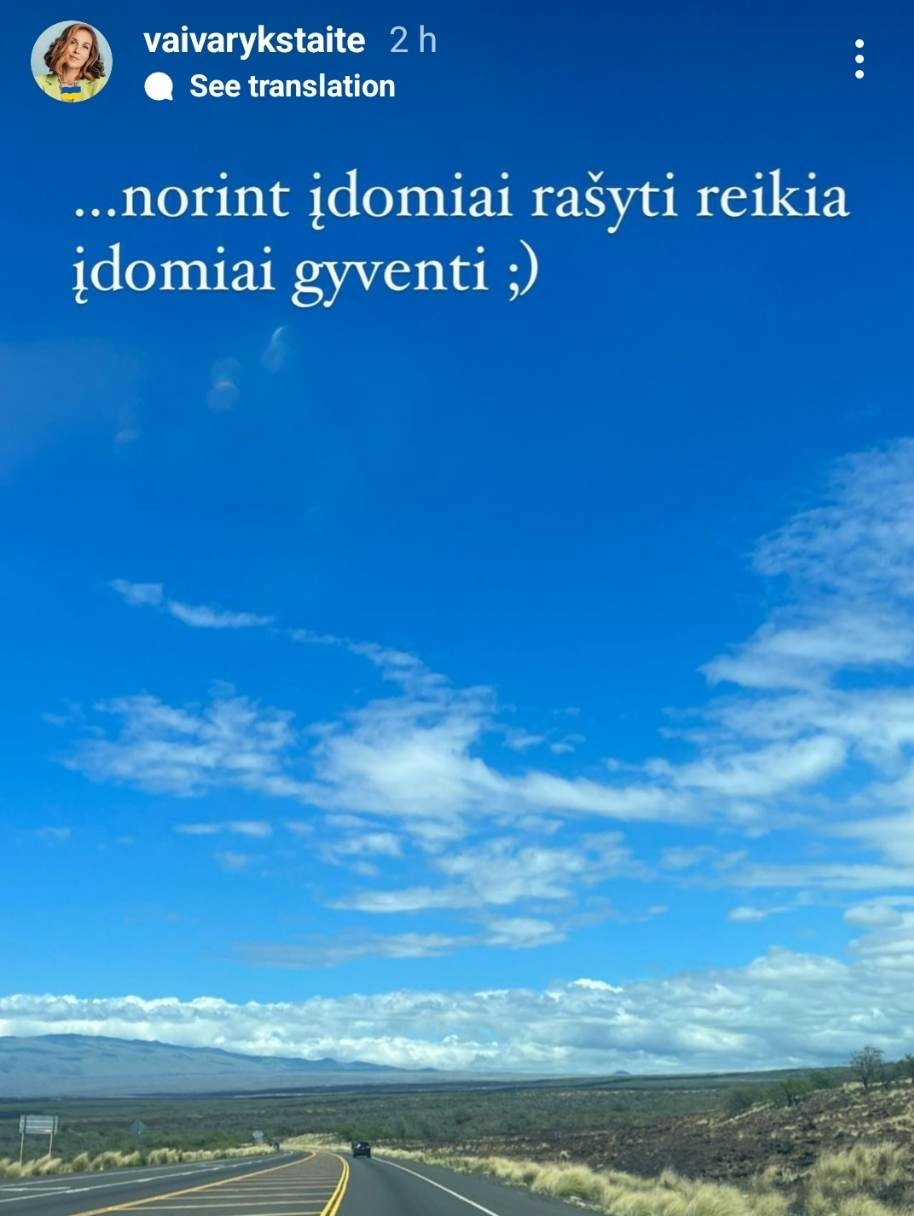 vaivarykstaite 2 h
See translation
...norint įdomiai rašyti reikia
įdomiai gyventi ;)